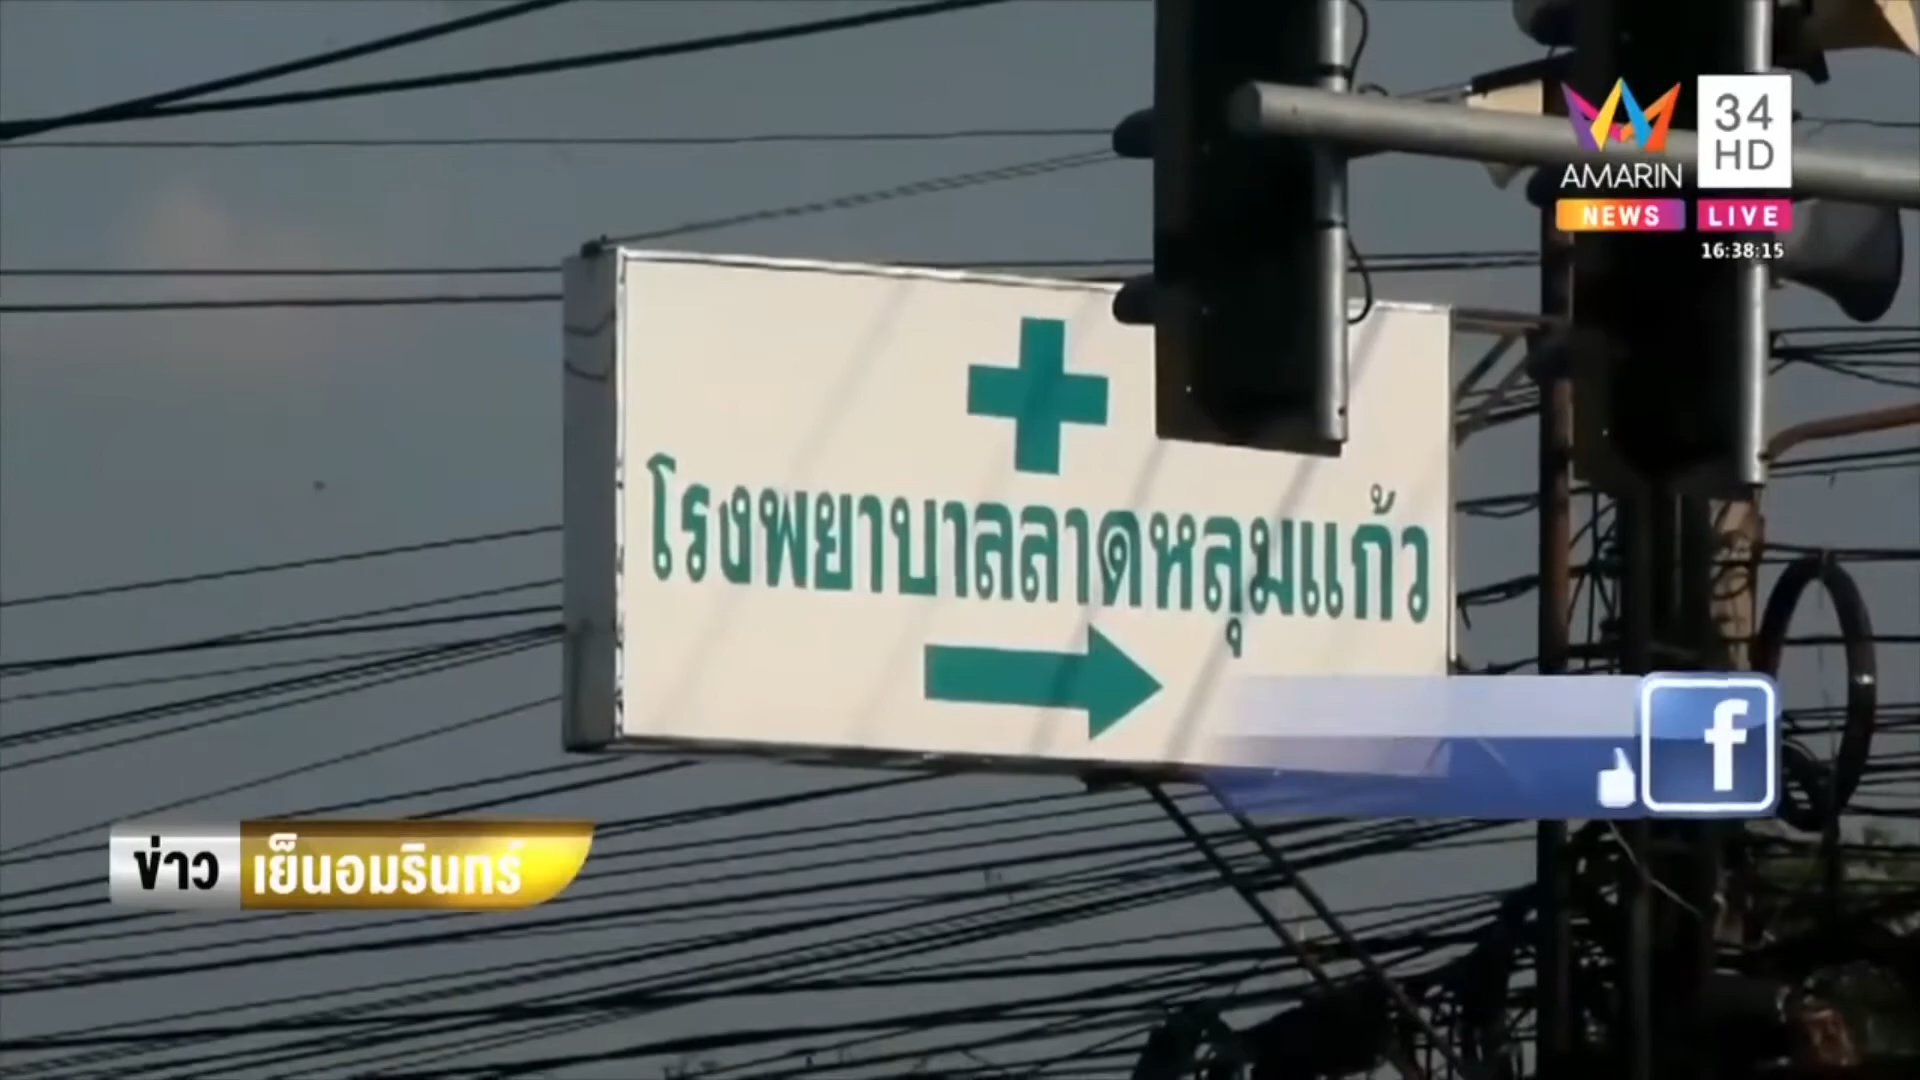 34
HD
AMARIN
NEWS LIVE
16:38:15
โรงพยาบาลลาดหลุมแก้ว
f
ข่าว เย็นอมรินทร์